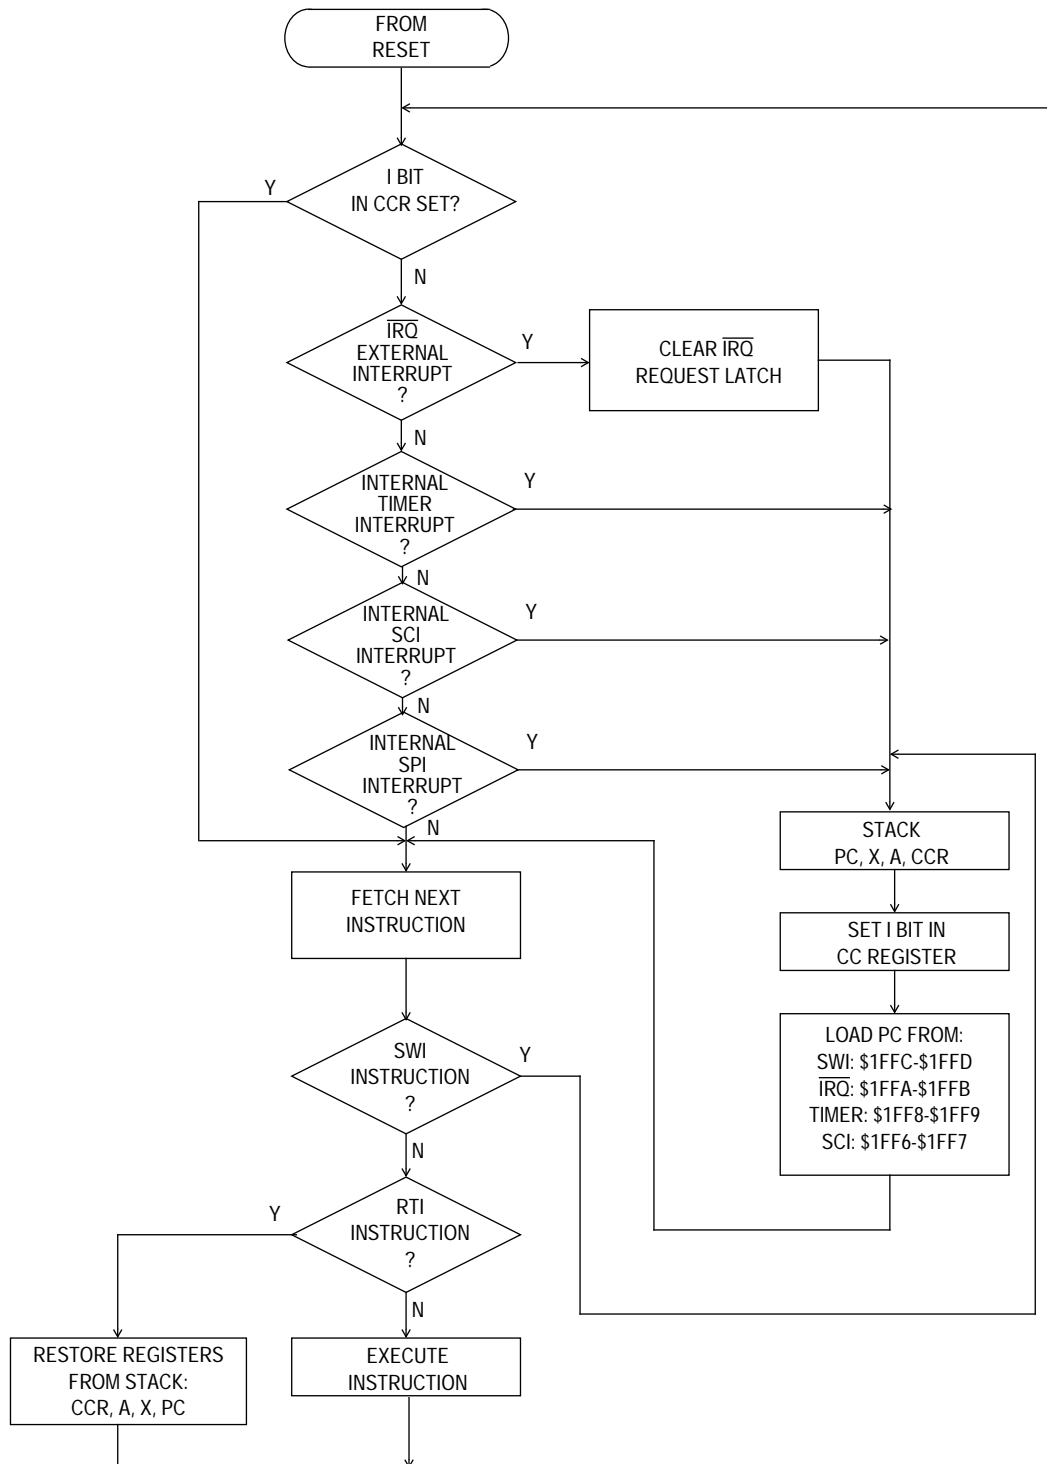 FROM
RESET
I BIT
IN CCR SET?
Y
N
I̅R̅Q̅
EXTERNAL
INTERRUPT
?
Y
CLEAR I̅R̅Q̅
REQUEST LATCH
N
INTERNAL
TIMER
INTERRUPT
?
Y
N
INTERNAL
SCI
INTERRUPT
?
Y
N
INTERNAL
SPI
INTERRUPT
?
Y
N
STACK
PC, X, A, CCR
FETCH NEXT
INSTRUCTION
SET I BIT IN
CC REGISTER
SWI
INSTRUCTION
?
Y
LOAD PC FROM:
SWI: $1FFC-$1FFD
I̅R̅Q̅: $1FFA-$1FFB
TIMER: $1FF8-$1FF9
SCI: $1FF6-$1FF7
N
Y
RTI
INSTRUCTION
?
N
RESTORE REGISTERS
FROM STACK:
CCR, A, X, PC
EXECUTE
INSTRUCTION